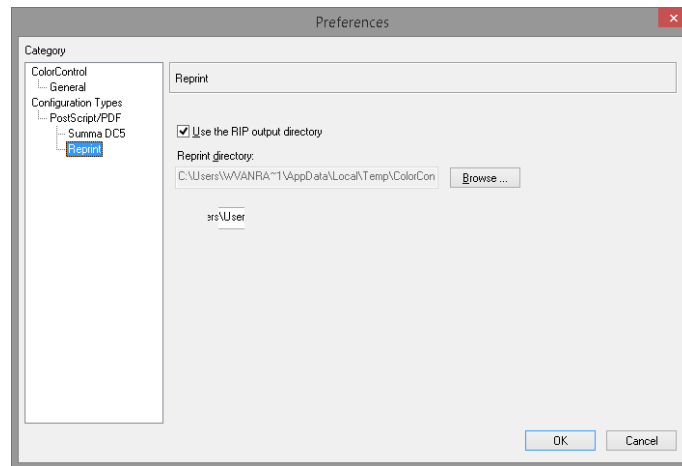 Preferences
Category
ColorControl
General
Configuration Types
PostScript/PDF
Summa DC5
Reprint
Reprint
Use the RIP output directory
Reprint directory:
C:\Users\WVANRA~1\AppData\Local\Temp\ColorCon
Browse ...
ers\User
OK
Cancel